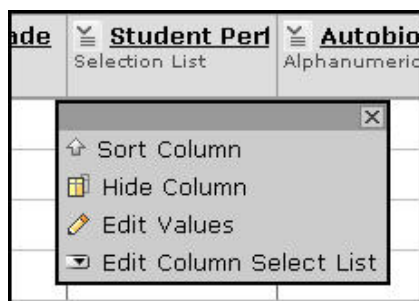 ade Student Perf Autobio
Selection List Alphanumeric
Sort Column
Hide Column
Edit Values
Edit Column Select List